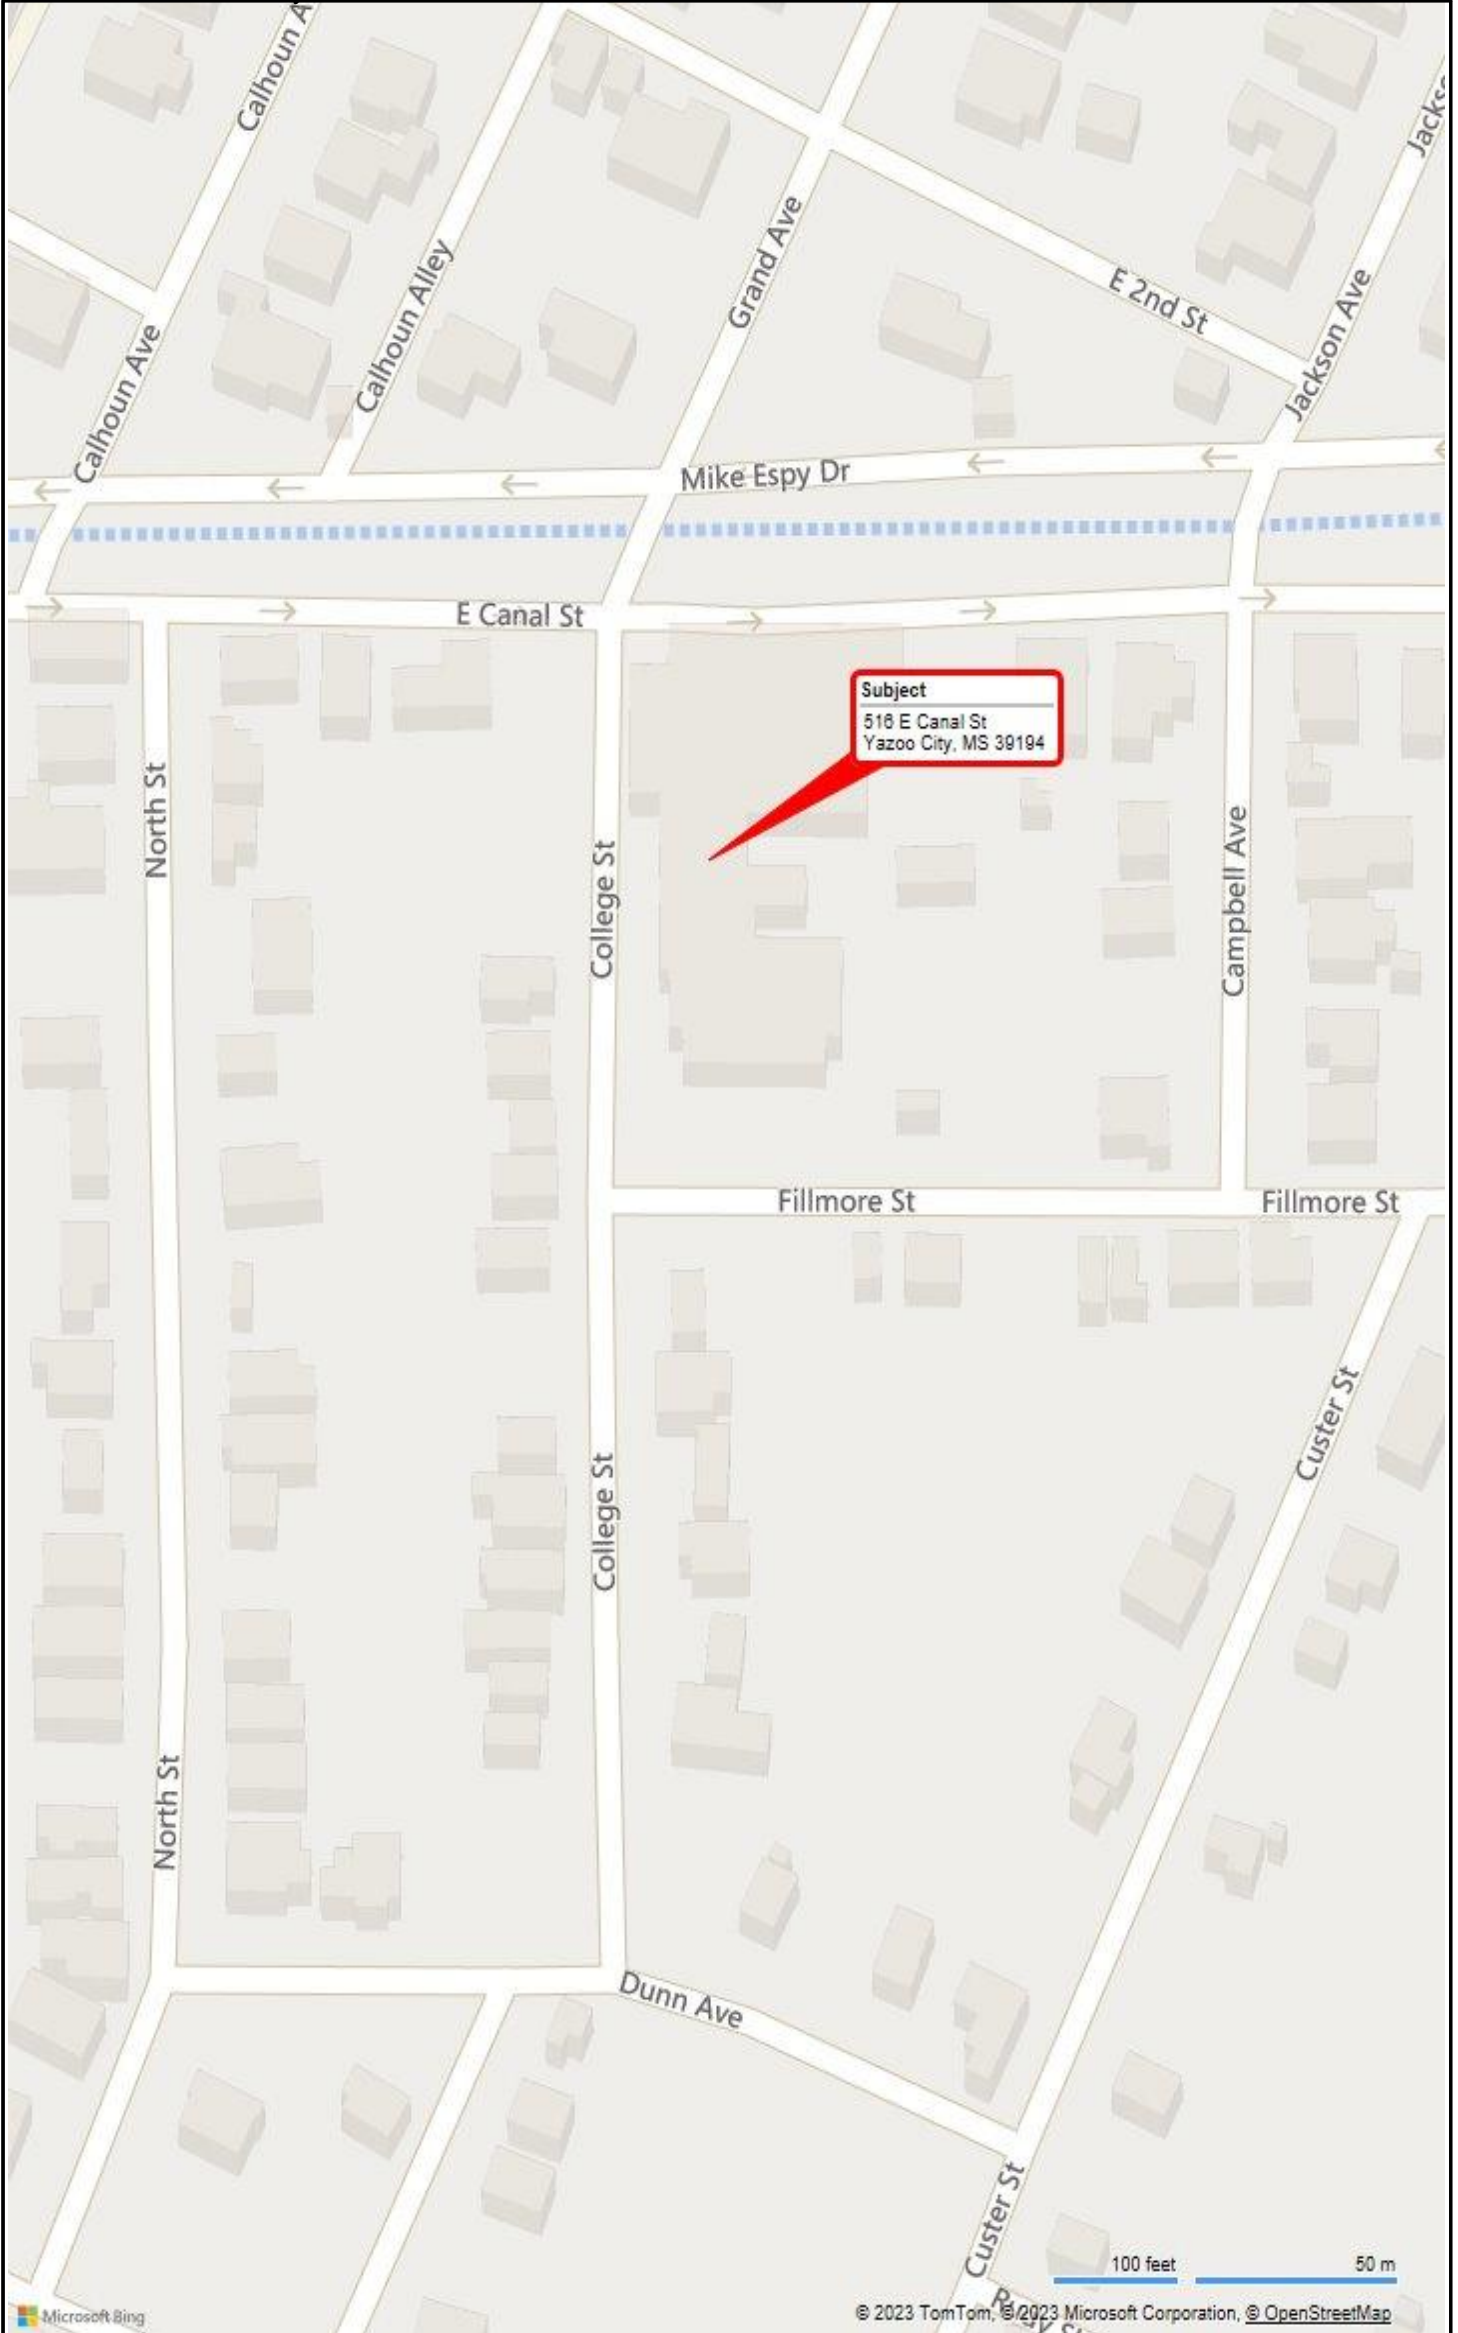 Calhoun A
Jacks
Grand Ave
Calhoun Alley
E 2nd St
Jackson Ave
Calhoun Ave
Mike Espy Dr
E Canal St
Subject
516 E Canal St
Yazoo City, MS 39194
North St
College St
Campbell Ave
Fillmore St
Fillmore St
Custer St
College St
North St
Dunn Ave
Custer St
100 feet
50 m
Microsoft Bing
© 2023 TomTom, © 2023 Microsoft Corporation, © OpenStreetMap